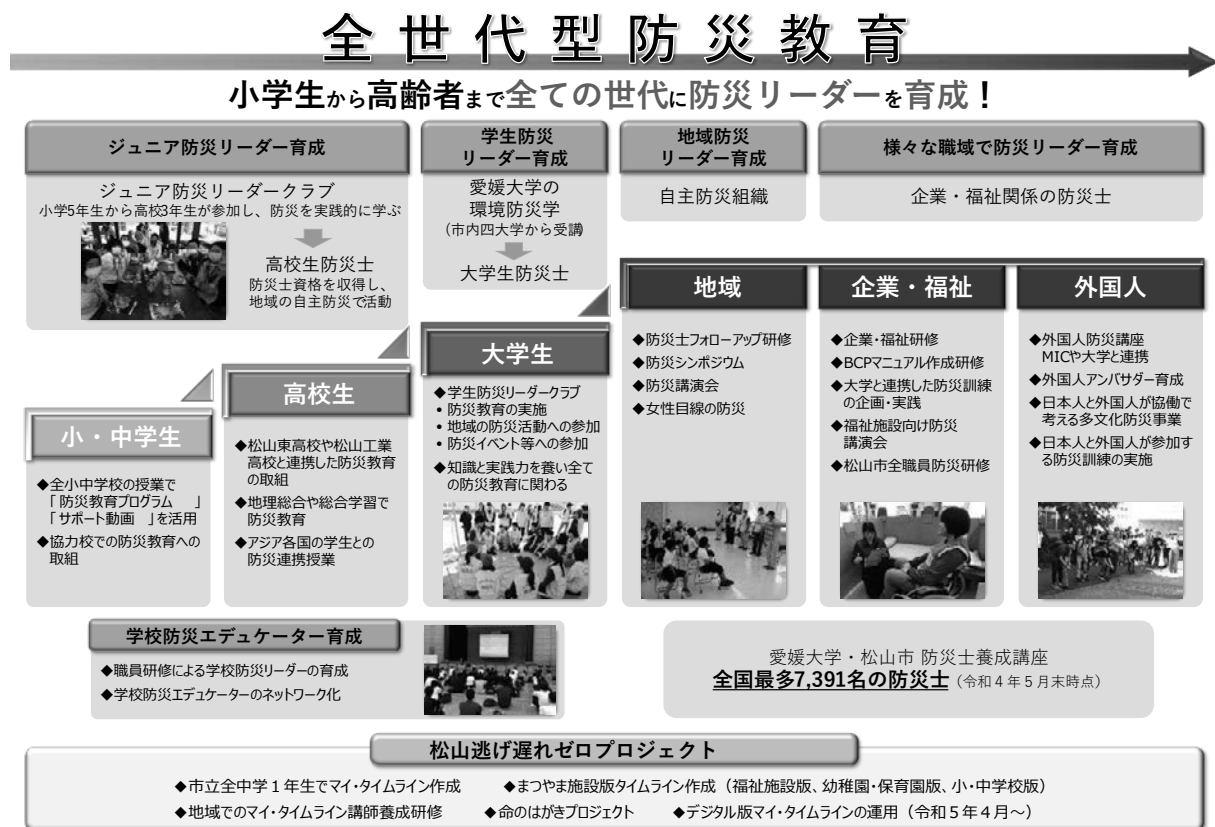 全世代型防災教育
小学生から高齢者まで全ての世代に防災リーダーを育成！
ジュニア防災リーダー育成
ジュニア防災リーダークラブ
小学5年生から高校3年生が参加し、防災を実践的に学ぶ
高校生防災士
防災士資格を取得し、
地域の自主防災で活動
学生防災
リーダー育成
愛媛大学の
環境防災学
(市内四大学から受講)
大学生防災士
地域防災
リーダー育成
自主防災組織
様々な職域で防災リーダー育成
企業・福祉関係の防災士
小・中学生
◆全小中学校の授業で
「防災教育プログラム　」
「サポート動画　」を活用
◆協力校での防災教育への
取組
高校生
◆松山東高校や松山工業
高校と連携した防災教育
の取組
◆地理総合や総合学習で
防災教育
◆アジア各国の学生との
防災連携授業
大学生
◆学生防災リーダークラブ
• 防災教育の実施
• 地域の防災活動への参加
• 防災イベント等への参加
◆知識と実践力を養い全て
の防災教育に関わる
地域
◆防災士フォローアップ研修
◆防災シンポジウム
◆防災講演会
◆女性目線の防災
企業・福祉
◆企業・福祉研修
◆BCPマニュアル作成研修
◆大学と連携した防災訓練
の企画・実践
◆福祉施設向け防災
講演会
◆松山市全職員防災研修
外国人
◆外国人防災講座
MICや大学と連携
◆外国人アンバサダー育成
◆日本人と外国人が協働で
考える多文化防災事業
◆日本人と外国人が参加す
る防災訓練の実施
学校防災エデュケーター育成
◆職員研修による学校防災リーダーの育成
◆学校防災エデュケーターのネットワーク化
愛媛大学・松山市 防災士養成講座
全国最多7,391名の防災士（令和４年５月末時点）
松山逃げ遅れゼロプロジェクト
◆市立全中学１年生でマイ・タイムライン作成　◆まつやま施設版タイムライン作成（福祉施設版、幼稚園・保育園版、小・中学校版）
◆地域でのマイ・タイムライン講師養成研修　◆命のはがきプロジェクト　◆デジタル版マイ・タイムラインの運用（令和５年４月～）